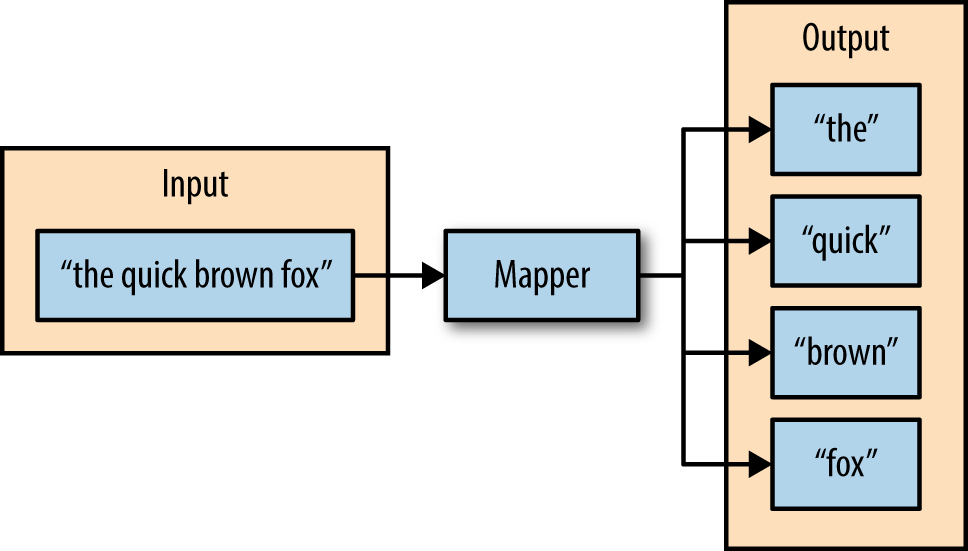 Input
“the quick brown fox”
Mapper
Output
“the”
“quick”
“brown”
“fox”